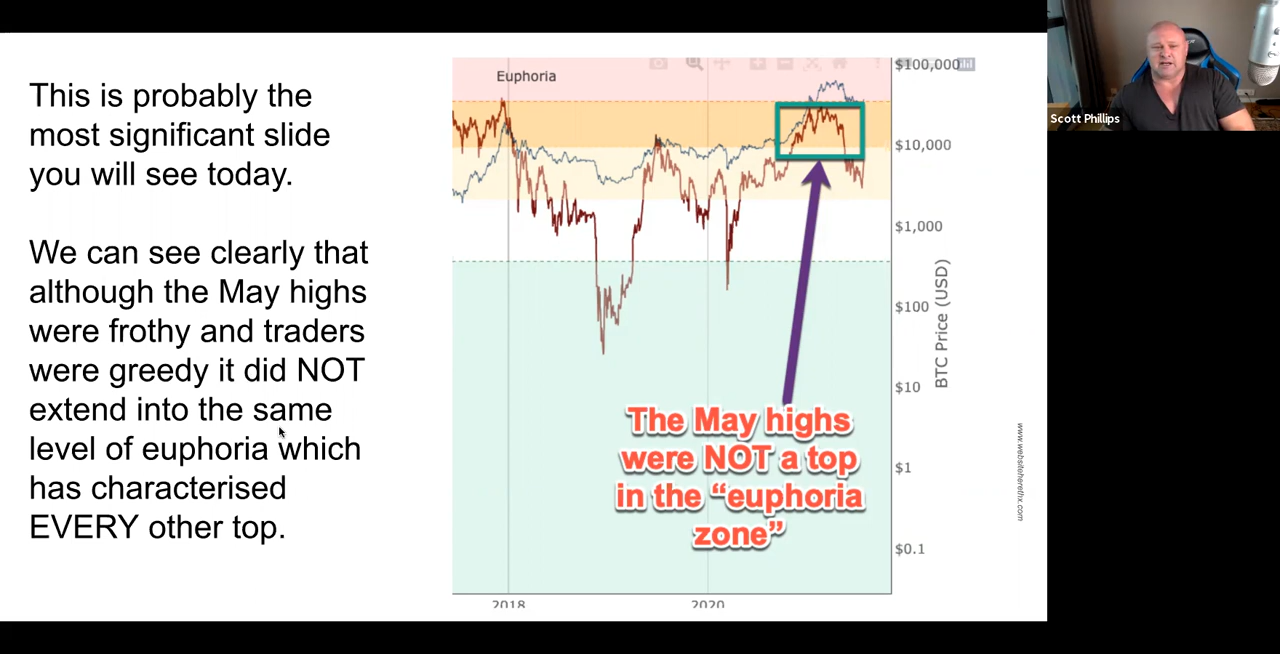 This is probably the
most significant slide
you will see today.
We can see clearly that
although the May highs
were frothy and traders
were greedy it did NOT
extend into the same
level of euphoria which
has characterised
EVERY other top.
Euphoria
$100,000
$10,000
$1,000
$100
$10
$1
$0.1
BTC Price (USD)
2018
2020
The May highs
were NOT a top
in the “euphoria
zone”
www.websiteherethx.com
Scott Phillips